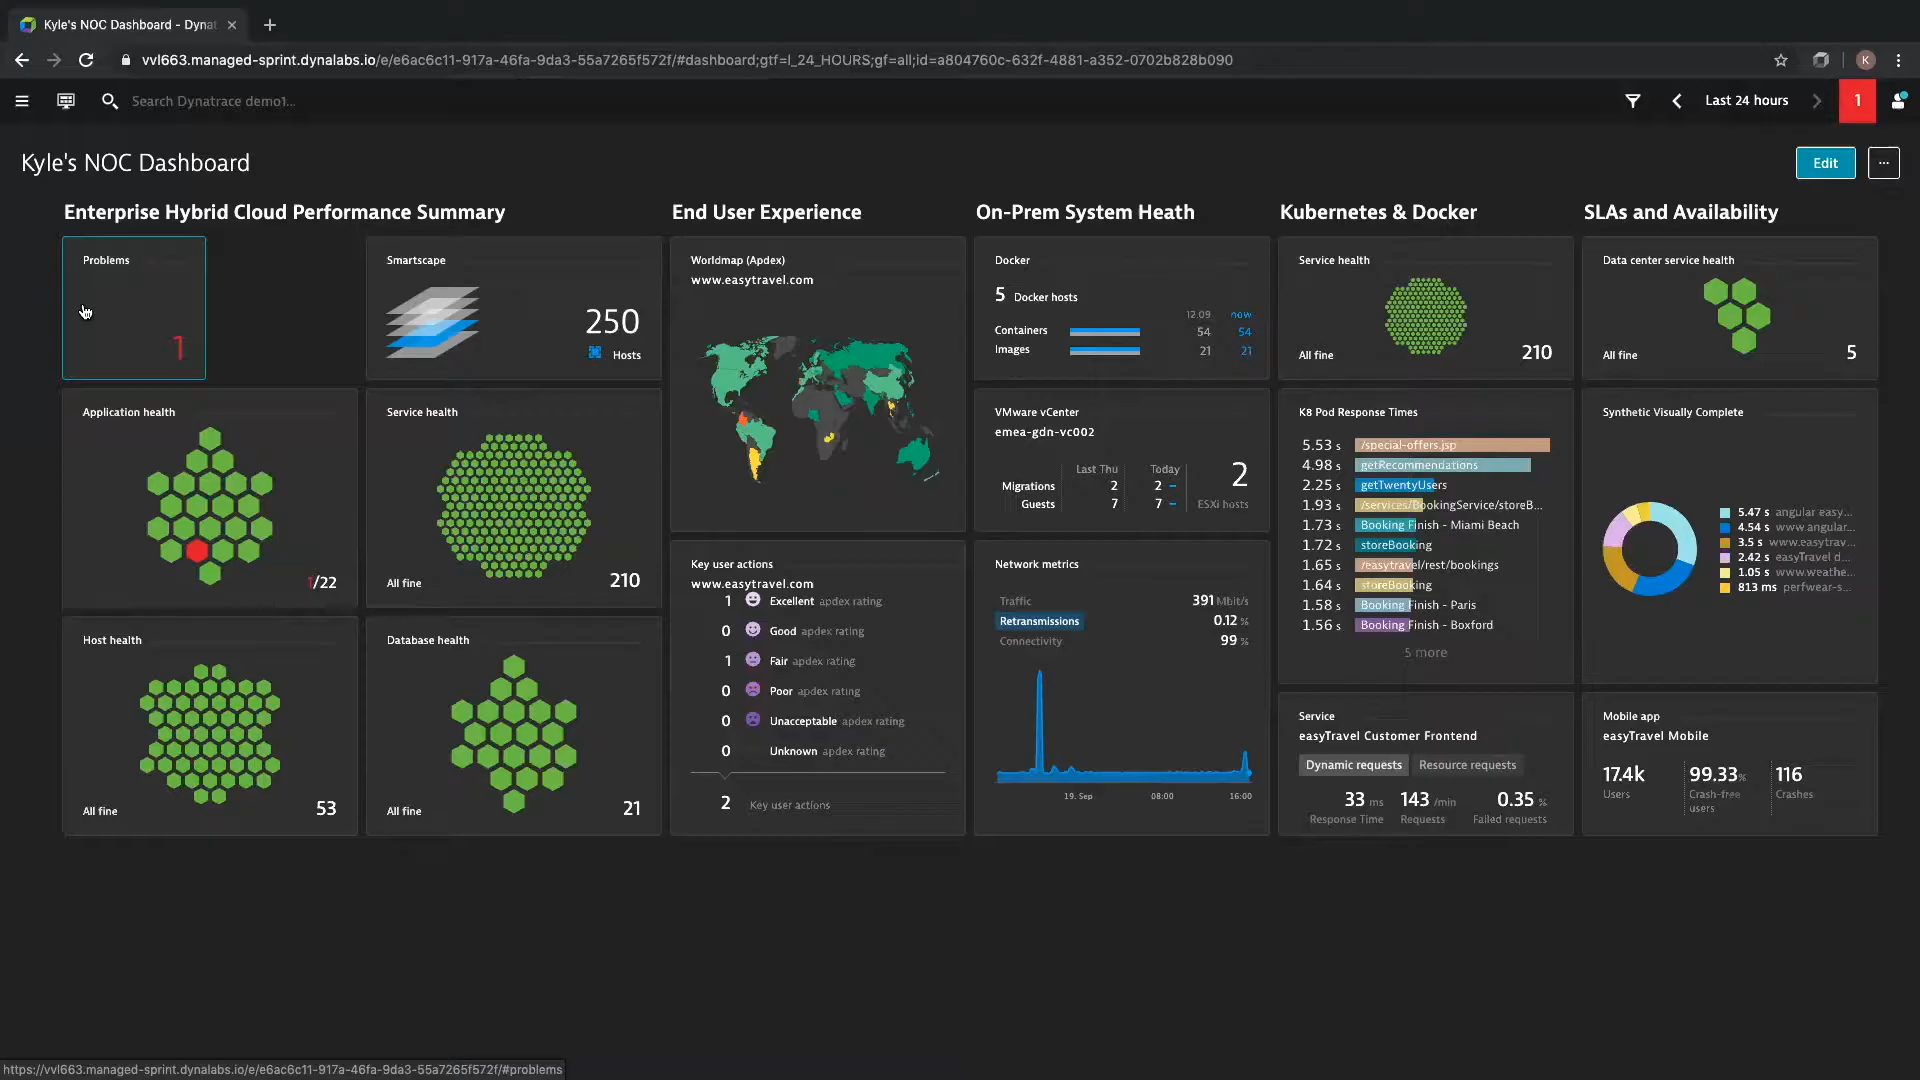 Kyle's NOC Dashboard - Dynat
vvl663.managed-sprint.dynalabs.io/e/e6ac6c11-917a-46fa-9da3-55a7265f572f/#dashboard;gtf=l_24_HOURS;gf=all;id=a804760c-632f-4881-a352-0702b828b090
K
Search Dynatrace demo1...
Last 24 hours
1
Kyle's NOC Dashboard
Edit
...
Enterprise Hybrid Cloud Performance Summary
Problems
1
Smartscape
250
Hosts
Application health
1/22
Service health
All fine
210
Host health
All fine
53
Database health
All fine
21
End User Experience
Worldmap (Apdex)
www.easytravel.com
Key user actions
www.easytravel.com
1 Excellent apdex rating
0 Good apdex rating
1 Fair apdex rating
0 Poor apdex rating
0 Unacceptable apdex rating
0 Unknown apdex rating
2 Key user actions
On-Prem System Heath
Docker
5 Docker hosts
12.09 now
Containers 54 54
Images 21 21
VMware vCenter
emea-gdn-vc002
Last Thu Today
Migrations 2 2 –
Guests 7 7 –
2
ESXi hosts
Network metrics
Traffic 391 Mbit/s
Retransmissions 0.12 %
Connectivity 99 %
19. Sep 08:00 16:00
Kubernetes & Docker
Service health
All fine
210
K8 Pod Response Times
5.53 s /special-offers.jsp
4.98 s getRecommendations
2.25 s getTwentyUsers
1.93 s /services/BookingService/storeB...
1.73 s Booking Finish - Miami Beach
1.72 s storeBooking
1.65 s /easytravel/rest/bookings
1.64 s storeBooking
1.58 s Booking Finish - Paris
1.56 s Booking Finish - Boxford
5 more
Service
easyTravel Customer Frontend
Dynamic requests Resource requests
33 ms 143 /min 0.35 %
Response Time Requests Failed requests
SLAs and Availability
Data center service health
All fine
5
Synthetic Visually Complete
5.47 s angular easy...
4.54 s www.angular...
3.5 s www.easytrav...
2.42 s easyTravel d...
1.05 s www.weathe...
813 ms perfwear-s...
Mobile app
easyTravel Mobile
17.4k 99.33% 116
Users Crash-free users Crashes
https://vvl663.managed-sprint.dynalabs.io/e/e6ac6c11-917a-46fa-9da3-55a7265f572f/#problems